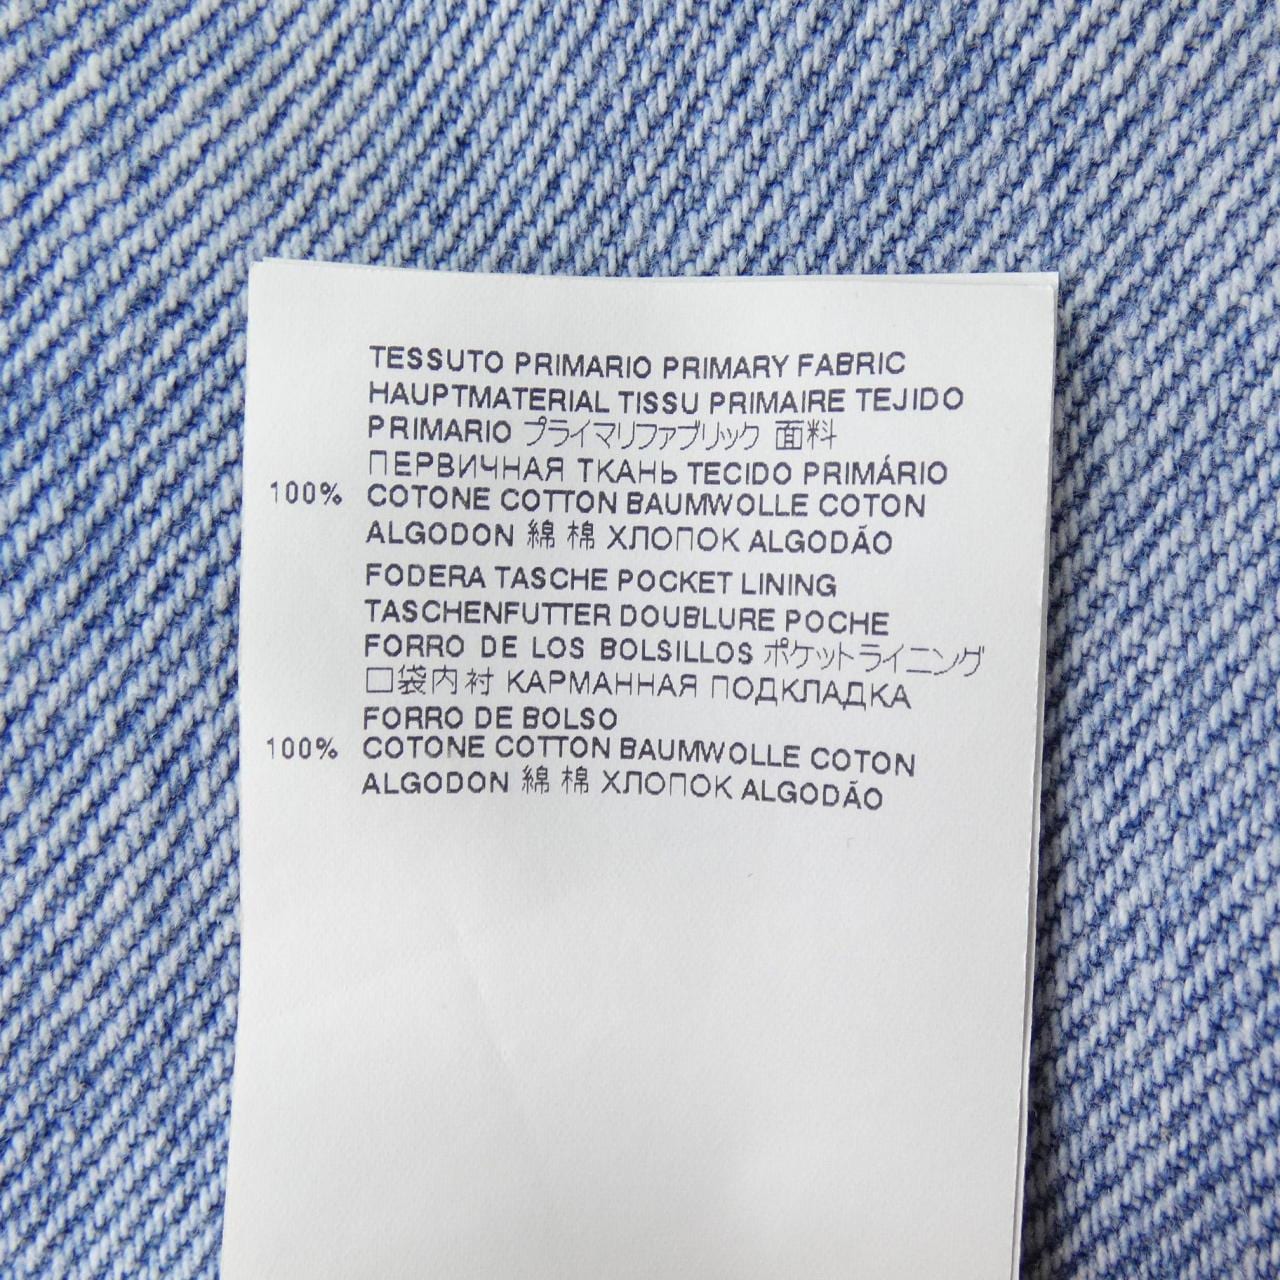 TESSUTO PRIMARIO PRIMARY FABRIC
HAUPTMATERIAL TISSU PRIMAIRE TEJIDO
PRIMARIO プライマリファブリック 面料
ПЕРВИЧНАЯ ТКАНЬ TECIDO PRIMÁRIO
100% COTONE COTTON BAUMWOLLE COTON
ALGODON 綿 棉 ХЛОПОК ALGODÃO
FODERA TASCHE POCKET LINING
TASCHENFUTTER DOUBLURE POCHE
FORRO DE LOS BOLSILLOS ポケットライニング
口袋内衬 КАРМАННАЯ ПОДКЛАДКА
FORRO DE BOLSO
100% COTONE COTTON BAUMWOLLE COTON
ALGODON 綿 棉 ХЛОПОК ALGODÃO